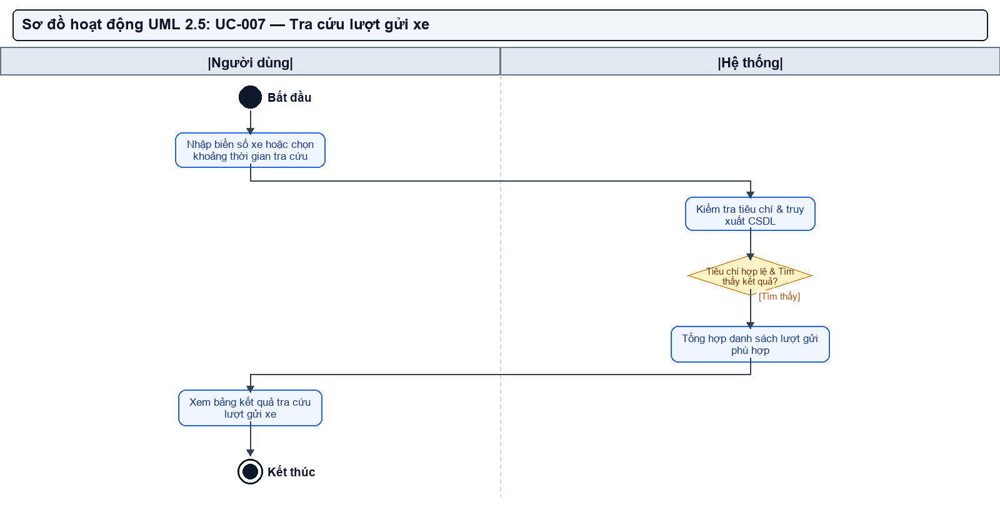 Sơ đồ hoạt động UML 2.5: UC-007 — Tra cứu lượt gửi xe
|Người dùng|
|Hệ thống|
Bắt đầu
Nhập biển số xe hoặc chọn
khoảng thời gian tra cứu
Kiểm tra tiêu chí & truy
xuất CSDL
Tiêu chí hợp lệ & Tìm
thấy kết quả?
[Tìm thấy]
Tổng hợp danh sách lượt gửi
phù hợp
Xem bảng kết quả tra cứu
lượt gửi xe
Kết thúc